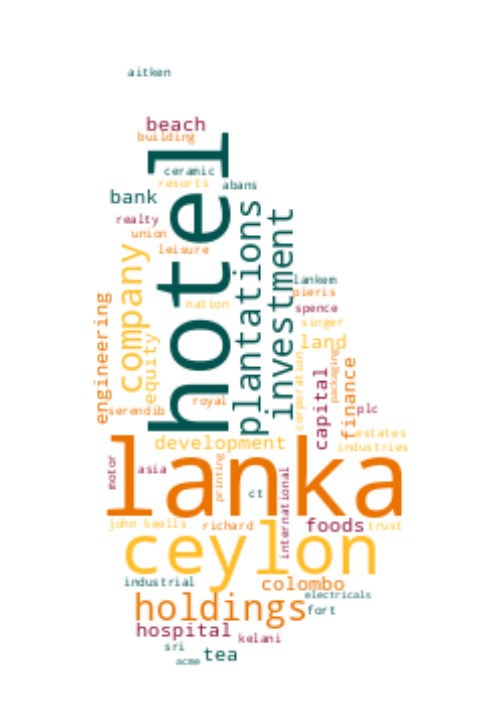 aitken
beach
building
hotel
ceramic
resorts
abans
bank
plantations
investment
realty
union
leisure
company
lankem
pieris
engineering
nation
spence
singer
equity
land
corporation
packaging
capital
finance
royal
serendib
plc
estates
development
industries
lanka
motor
asia
printing
international
ct
john keells
richard
foods
trust
ceylon
industrial
colombo
electricals
holdings
fort
hospital
kelani
sri
tea
acme